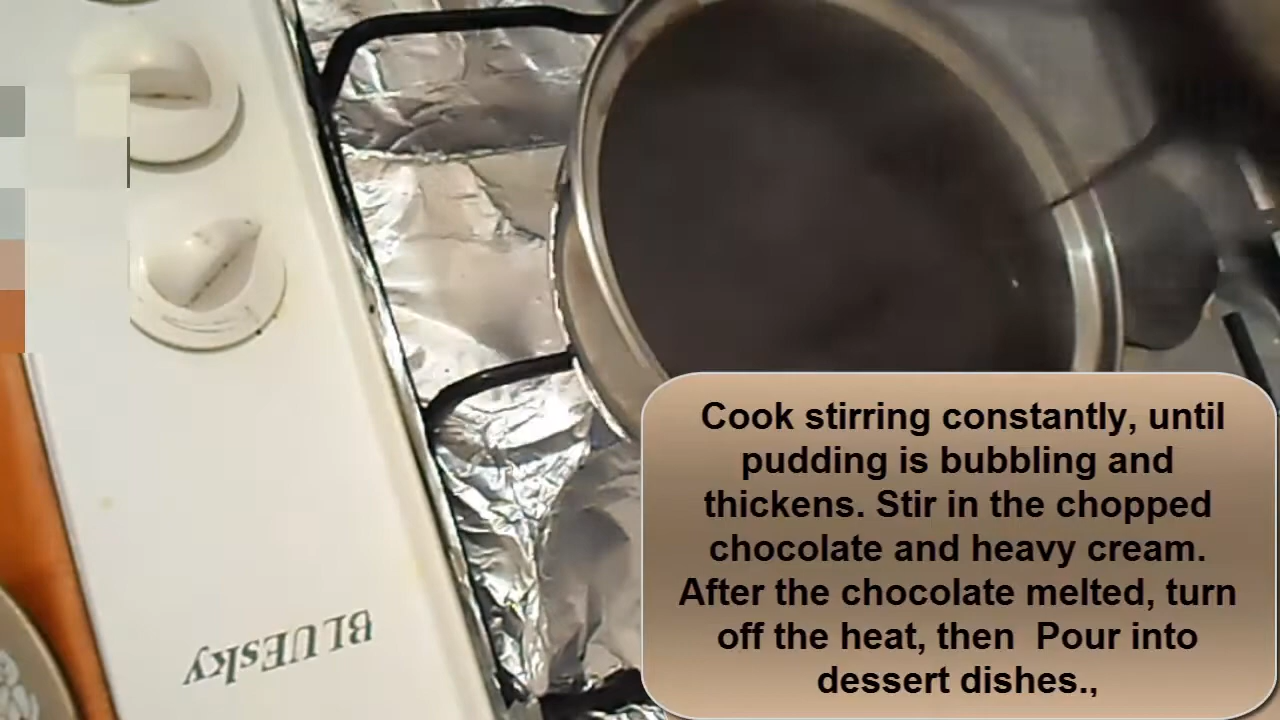 Cook stirring constantly, until
pudding is bubbling and
thickens. Stir in the chopped
chocolate and heavy cream.
After the chocolate melted, turn
off the heat, then  Pour into
dessert dishes.,
BLUEsky